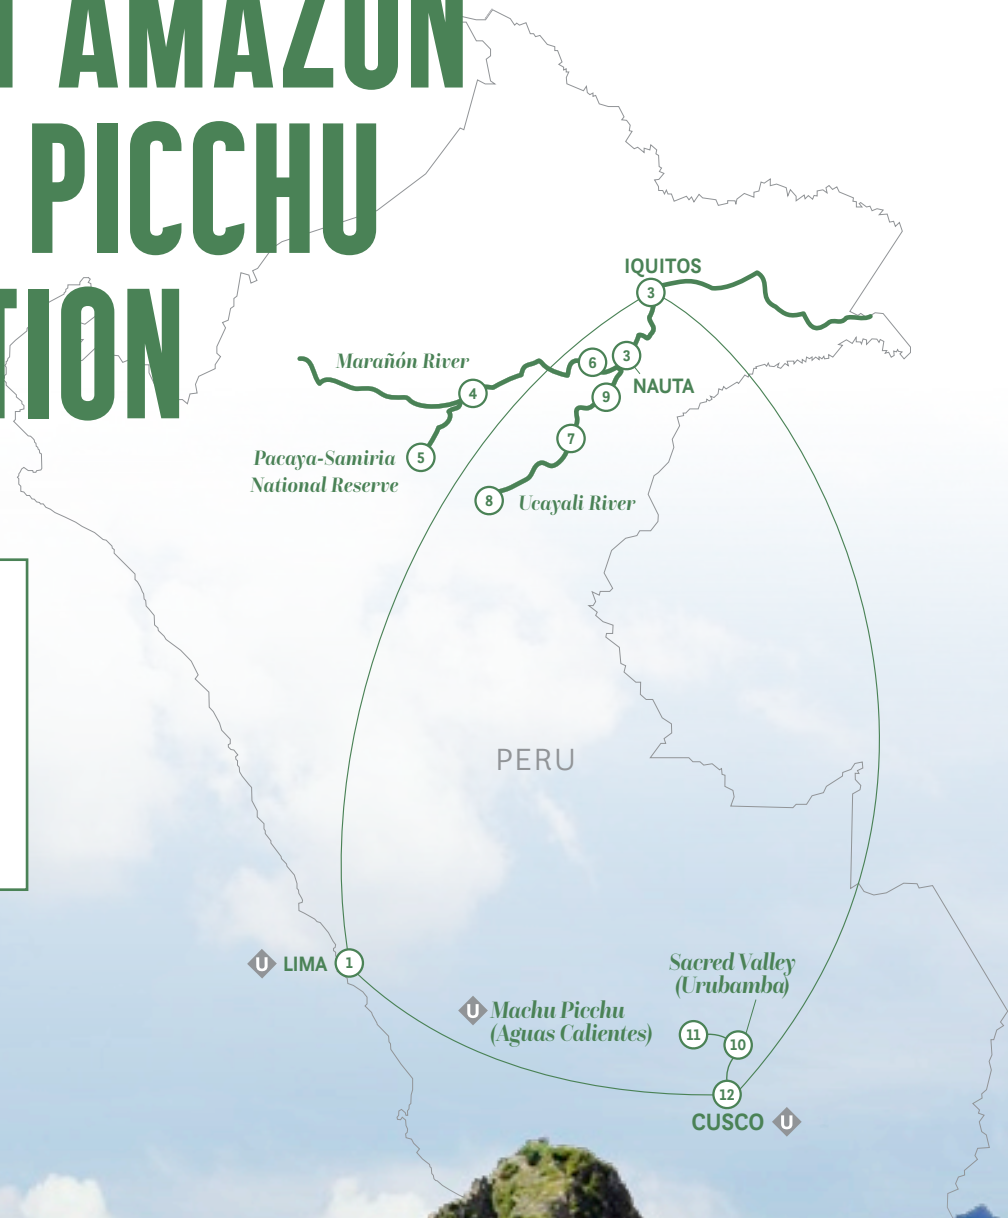 AMAZON
PICCHU
TION
IQUITOS
3
Marañón River
6
3
NAUTA
4
9
7
Pacaya-Samiria
National Reserve
5
8
Ucayali River
PERU
U LIMA 1
Sacred Valley
(Urubamba)
U Machu Picchu
(Aguas Calientes)
11
10
12
CUSCO U